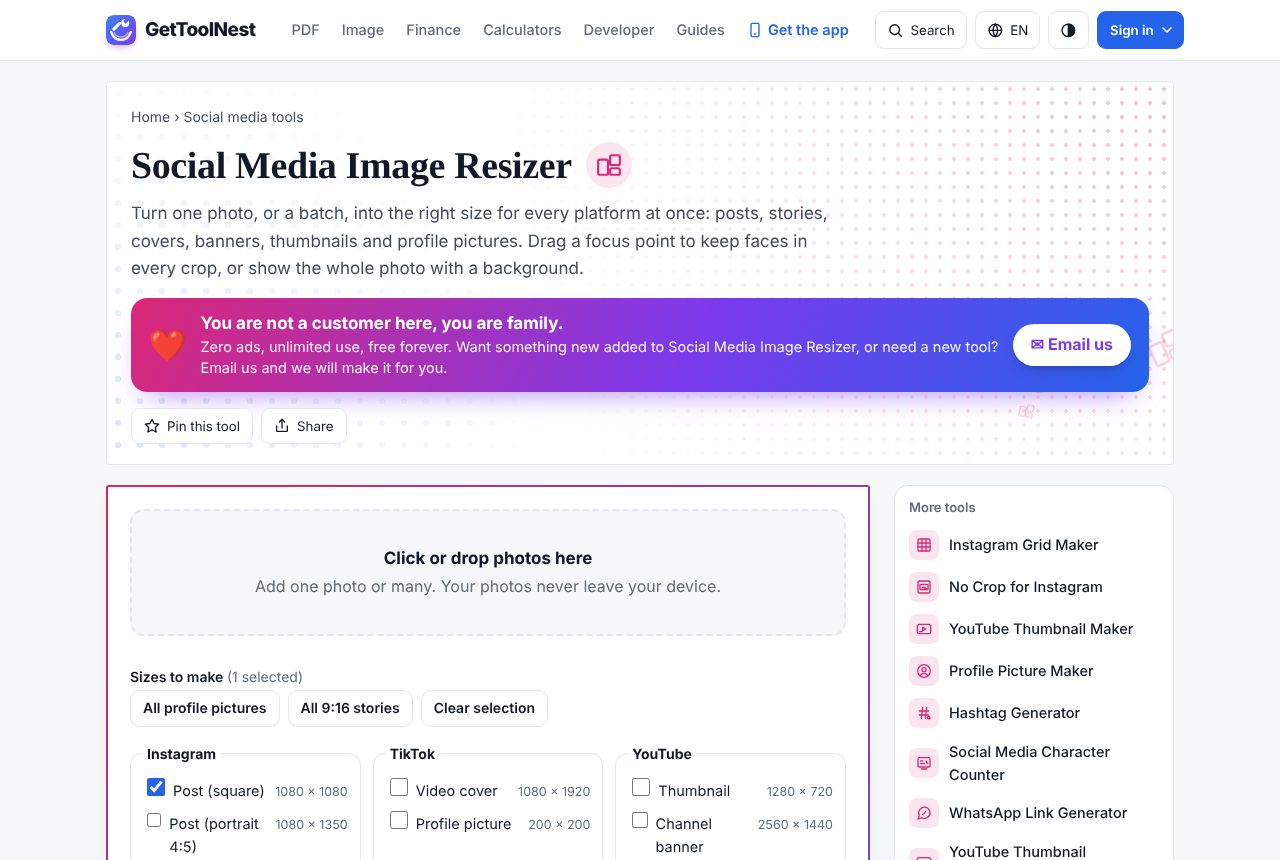 GetToolNest
PDF
Image
Finance
Calculators
Developer
Guides
Get the app
Search
EN
Sign in
Home › Social media tools
Social Media Image Resizer
Turn one photo, or a batch, into the right size for every platform at once: posts, stories,
covers, banners, thumbnails and profile pictures. Drag a focus point to keep faces in
every crop, or show the whole photo with a background.
You are not a customer here, you are family.
Zero ads, unlimited use, free forever. Want something new added to Social Media Image Resizer, or need a new tool?
Email us and we will make it for you.
✉ Email us
Pin this tool
Share
Click or drop photos here
Add one photo or many. Your photos never leave your device.
Sizes to make (1 selected)
All profile pictures
All 9:16 stories
Clear selection
Instagram
Post (square) 1080 × 1080
Post (portrait 1080 × 1350
4:5)
TikTok
Video cover 1080 × 1920
Profile picture 200 × 200
YouTube
Thumbnail 1280 × 720
Channel 2560 × 1440
banner
More tools
Instagram Grid Maker
No Crop for Instagram
YouTube Thumbnail Maker
Profile Picture Maker
Hashtag Generator
Social Media Character
Counter
WhatsApp Link Generator
YouTube Thumbnail